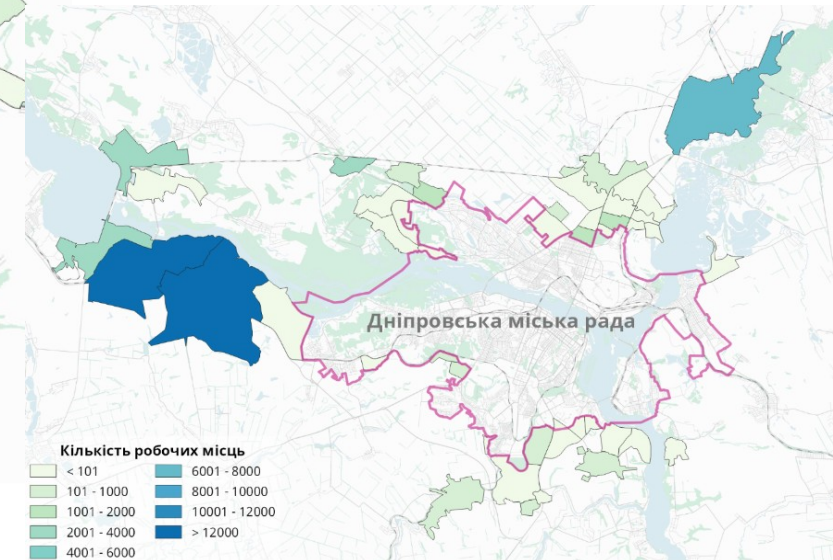 Дніпровська міська рада
Кількість робочих місць
< 101
101 - 1000
1001 - 2000
2001 - 4000
4001 - 6000
6001 - 8000
8001 - 10000
10001 - 12000
> 12000